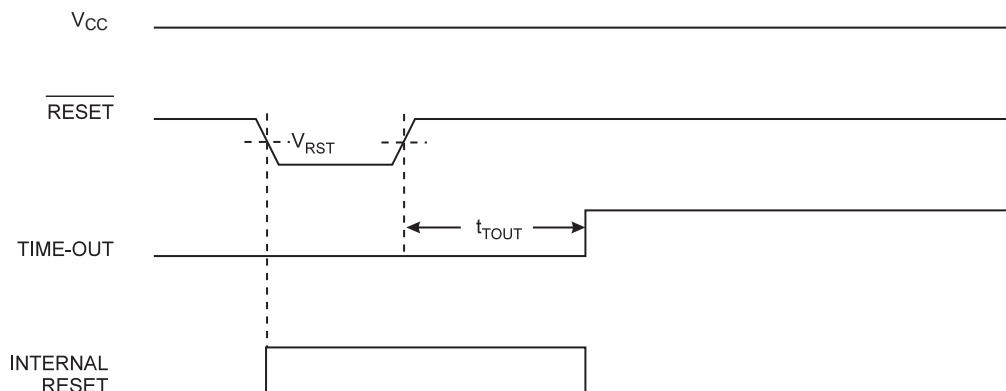 VCC
RESET
VRST
tTOUT
TIME-OUT
INTERNAL
RESET